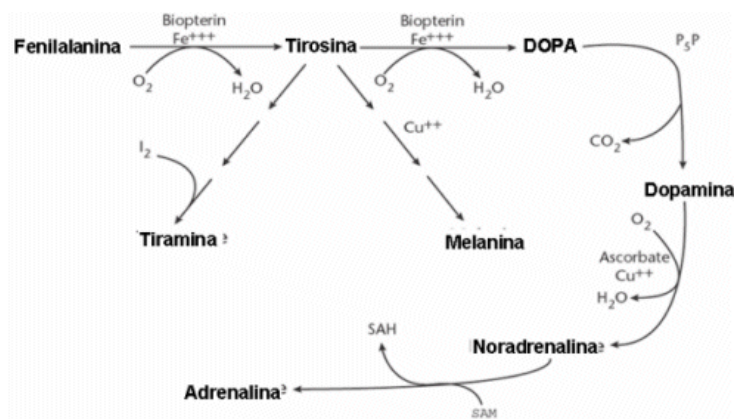 Biopterin Biopterin
Fenilalanina Fe+++ Tirosina Fe+++ DOPA P5P
O2 H2O O2 H2O
Cu++
I2 CO2
Dopamina
O2
Tiramina Melanina
Ascorbate
Cu++
H2O
SAH
Noradrenalina
Adrenalina
SAM